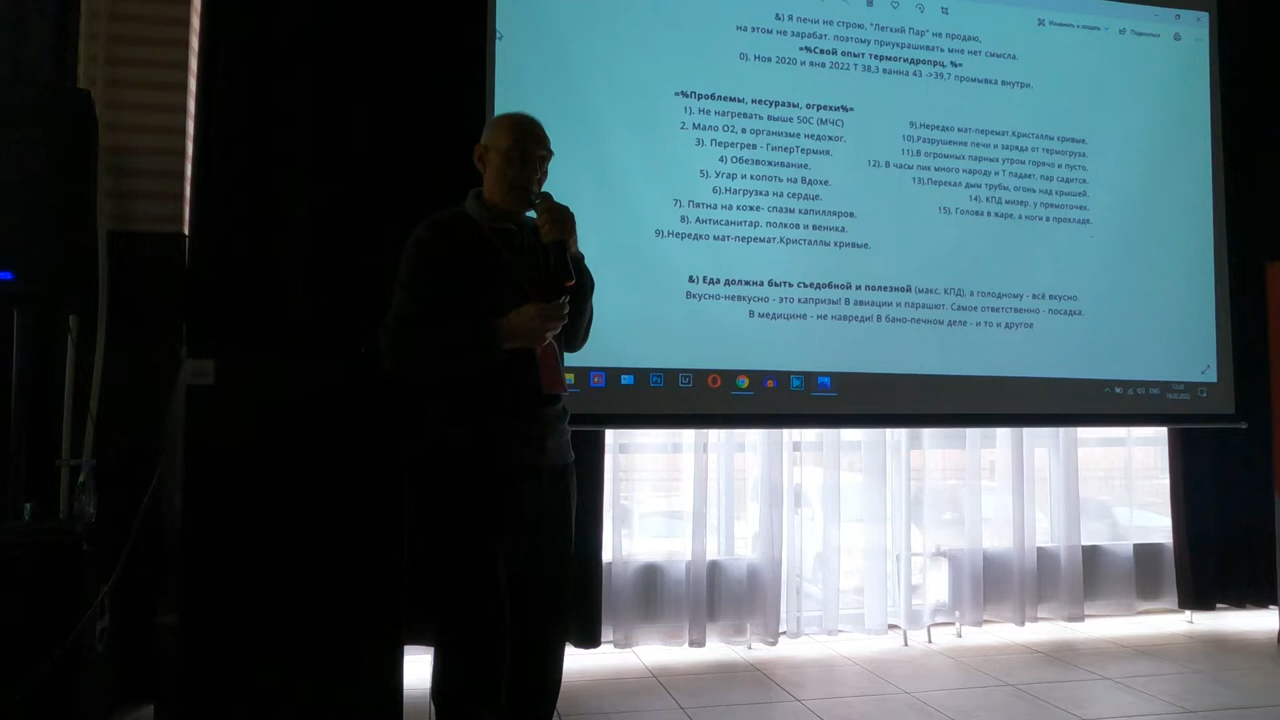 Изменить и создать
Поделиться
&) Я печи не строю, "Легкий Пар" не продаю,
на этом не зарабат. поэтому приукрашивать мне нет смысла.
=%Свой опыт термогидропрц. %=
0). Ноя 2020 и янв 2022 Т 38,3 ванна 43 ->39,7 промывка внутри.
=%Проблемы, несуразы, огрехи%=
1). Не нагревать выше 50С (МЧС)
2. Мало О2, в организме недожог.
3). Перегрев - ГиперТермия.
4) Обезвоживание.
5). Угар и копоть на Вдохе.
6).Нагрузка на сердце.
7). Пятна на коже- спазм капилляров.
8). Антисанитар. полков и веника.
9).Нередко мат-перемат.Кристаллы кривые.
9).Нередко мат-перемат.Кристаллы кривые.
10).Разрушение печи и заряда от термогруза.
11).В огромных парных утром горячо и пусто.
12). В часы пик много народу и Т падает, пар садится.
13).Перекал дым трубы, огонь над крышей.
14). КПД мизер. у прямоточех.
15). Голова в жаре, а ноги в прохладе.
&) Еда должна быть съедобной и полезной (макс. КПД), а голодному - всё вкусно.
Вкусно-невкусно - это капризы! В авиации и парашют. Самое ответственно - посадка.
В медицине - не навреди! В бано-печном деле - и то и другое
Ps
ENG